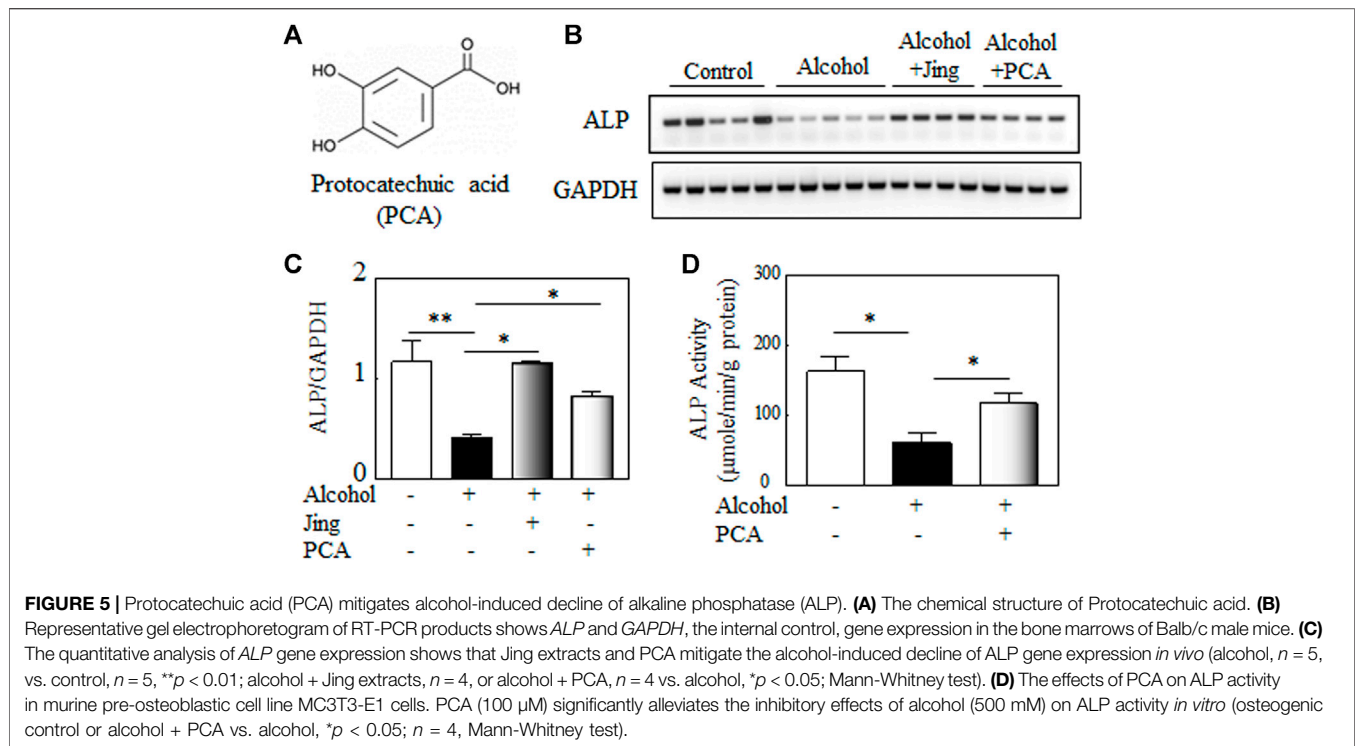 A
O
HO
OH
HO
Protocatechuic acid
(PCA)
B
Control
Alcohol
Alcohol
+Jing
Alcohol
+PCA
ALP
GAPDH
C
2
1
0
ALP/GAPDH
**
*
*
Alcohol - + + +
Jing - - + -
PCA - - - +
D
300
200
100
0
ALP Activity
(μmole/min/g protein)
*
*
Alcohol - + +
PCA - - +
FIGURE 5 | Protocatechuic acid (PCA) mitigates alcohol-induced decline of alkaline phosphatase (ALP). (A) The chemical structure of Protocatechuic acid. (B)
Representative gel electrophoretogram of RT-PCR products shows ALP and GAPDH, the internal control, gene expression in the bone marrows of Balb/c male mice. (C)
The quantitative analysis of ALP gene expression shows that Jing extracts and PCA mitigate the alcohol-induced decline of ALP gene expression in vivo (alcohol, n = 5,
vs. control, n = 5, **p < 0.01; alcohol + Jing extracts, n = 4, or alcohol + PCA, n = 4 vs. alcohol, *p < 0.05; Mann-Whitney test). (D) The effects of PCA on ALP activity
in murine pre-osteoblastic cell line MC3T3-E1 cells. PCA (100 μM) significantly alleviates the inhibitory effects of alcohol (500 mM) on ALP activity in vitro (osteogenic
control or alcohol + PCA vs. alcohol, *p < 0.05; n = 4, Mann-Whitney test).